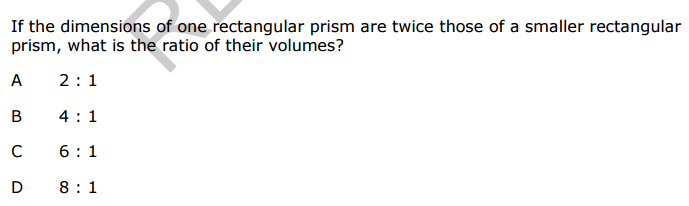 If the dimensions of one rectangular prism are twice those of a smaller rectangular
prism, what is the ratio of their volumes?
A 2 : 1
B 4 : 1
C 6 : 1
D 8 : 1